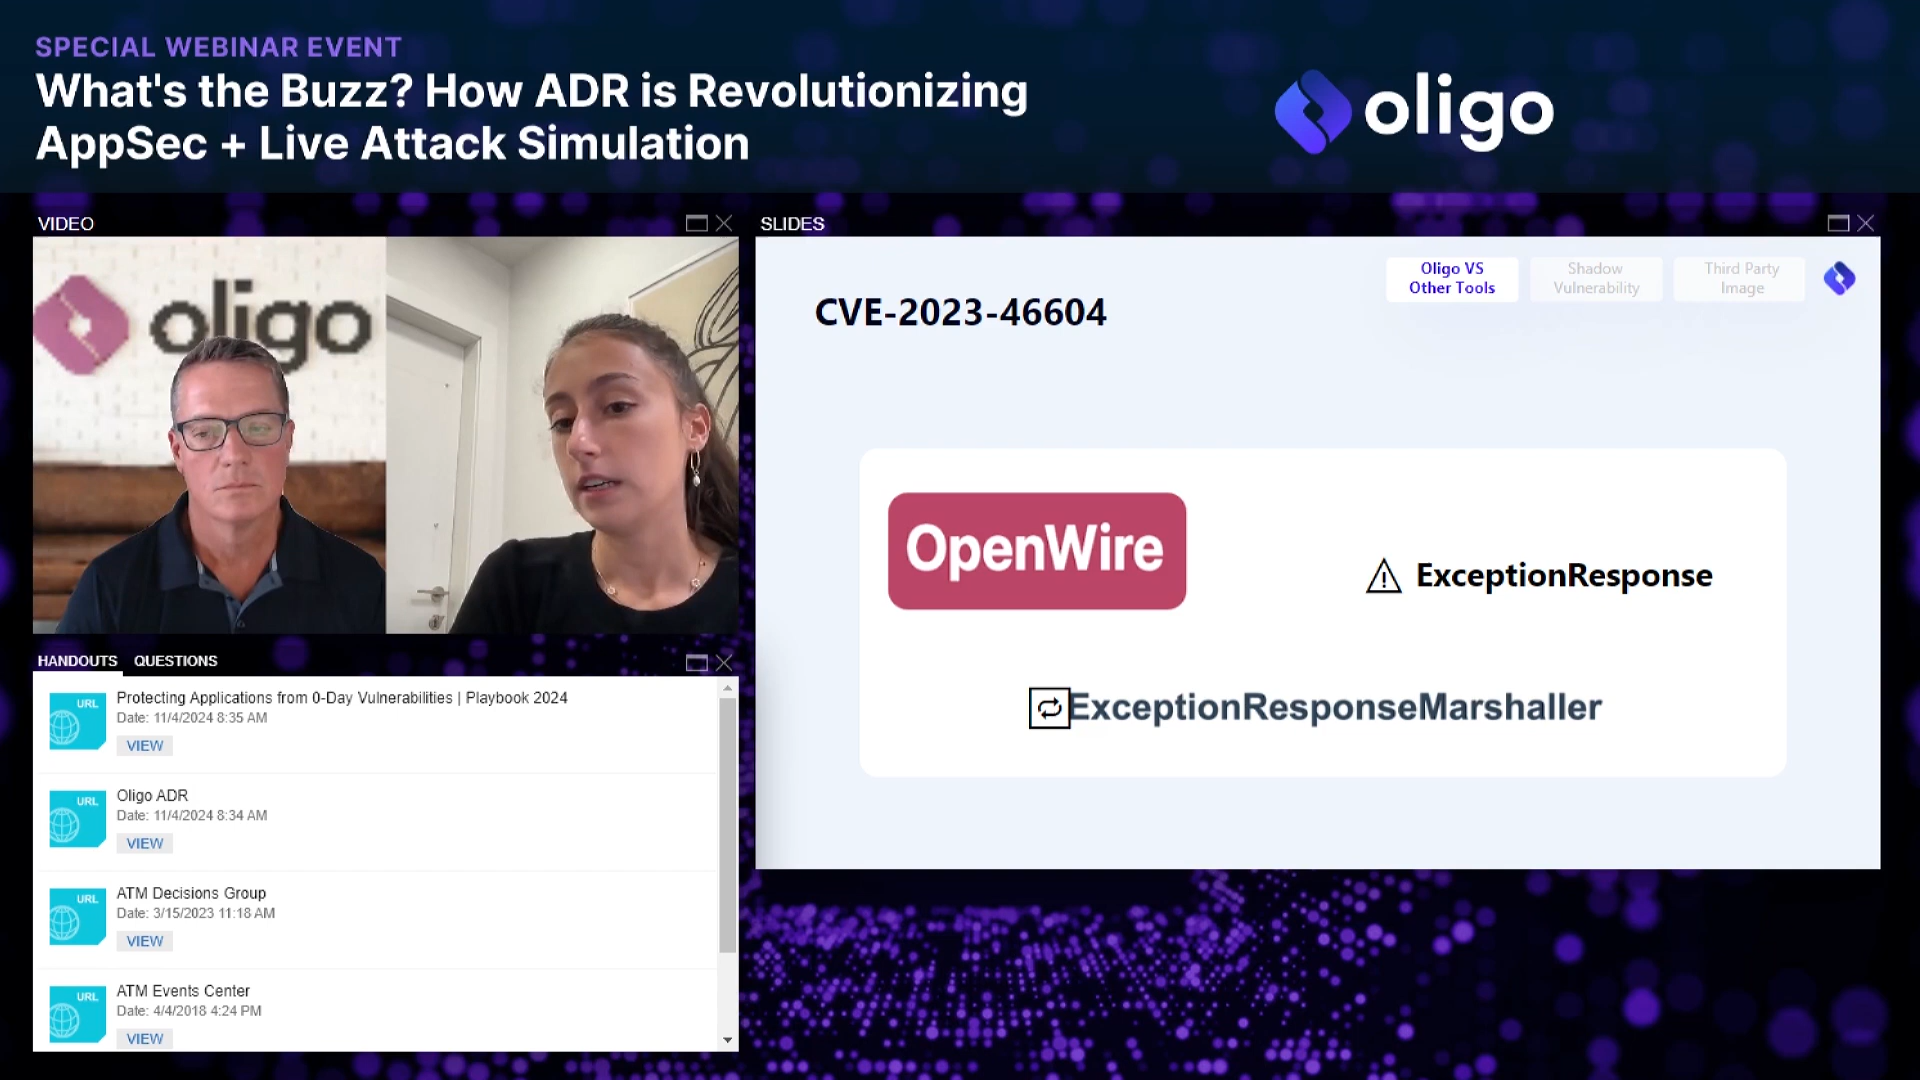 SPECIAL WEBINAR EVENT
What's the Buzz? How ADR is Revolutionizing
AppSec + Live Attack Simulation
oligo
VIDEO
oligo
SLIDES
Oligo VS
Other Tools
Shadow
Vulnerability
Third Party
Image
CVE-2023-46604
OpenWire
ExceptionResponse
ExceptionResponseMarshaller
HANDOUTS QUESTIONS
URL
Protecting Applications from 0-Day Vulnerabilities | Playbook 2024
Date: 11/4/2024 8:35 AM
VIEW
URL
Oligo ADR
Date: 11/4/2024 8:34 AM
VIEW
URL
ATM Decisions Group
Date: 3/15/2023 11:18 AM
VIEW
URL
ATM Events Center
Date: 4/4/2018 4:24 PM
VIEW